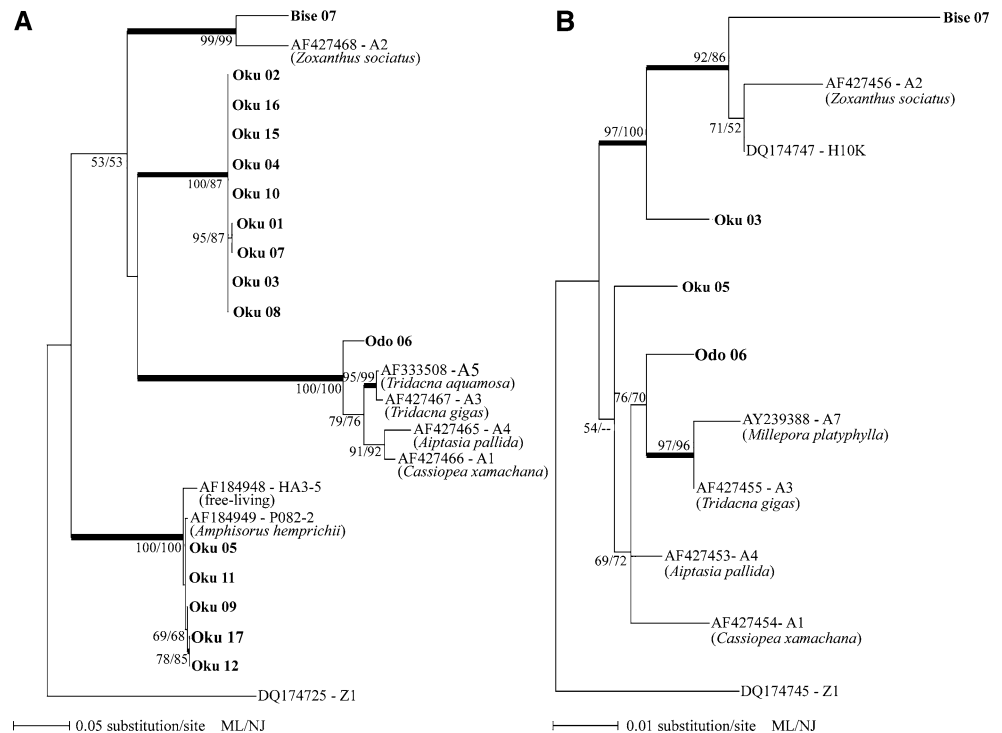 A
Bise 07
99/99
AF427468 - A2
(Zoxanthus sociatus)
Oku 02
Oku 16
Oku 15
53/53
Oku 04
100/87
Oku 10
Oku 01
95/87
Oku 07
Oku 03
Oku 08
Odo 06
95/99
AF333508 - A5
100/100
(Tridacna aquamosa)
AF427467 - A3
(Tridacna gigas)
79/76
AF427465 - A4
(Aiptasia pallida)
91/92
AF427466 - A1
(Cassiopea xamachana)
AF184948 - HA3-5
(free-living)
AF184949 - P082-2
(Amphisorus hemprichii)
100/100
Oku 05
Oku 11
Oku 09
69/68
Oku 17
78/85
Oku 12
DQ174725 - Z1
0.05 substitution/site ML/NJ
B
Bise 07
92/86
AF427456 - A2
(Zoxanthus sociatus)
71/52
97/100
DQ174747 - H10K
Oku 03
Oku 05
Odo 06
76/70
54/--
AY239388 - A7
(Millepora platyphylla)
97/96
AF427455 - A3
(Tridacna gigas)
69/72
AF427453- A4
(Aiptasia pallida)
AF427454- A1
(Cassiopea xamachana)
DQ174745 - Z1
0.01 substitution/site ML/NJ